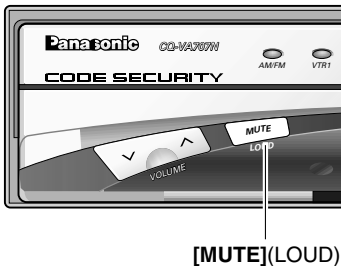 Panasonic CQ-VA707N
AM/FM VTR1
CODE SECURITY
MUTE
LOUD
VOLUME
[MUTE](LOUD)